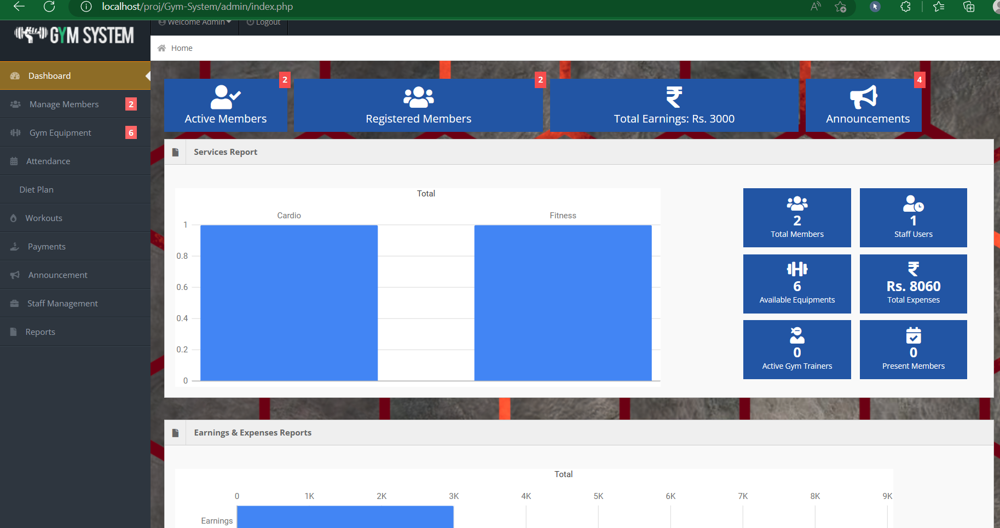 localhost/proj/Gym-System/admin/index.php
GYM SYSTEM
Welcome Admin
Logout
Home
Dashboard
Manage Members 2
Gym Equipment 6
Attendance
Diet Plan
Workouts
Payments
Announcement
Staff Management
Reports
2
Active Members
2
Registered Members
Total Earnings: Rs. 3000
4
Announcements
Services Report
Total
Cardio Fitness
1
0.8
0.6
0.4
0.2
0
2
Total Members
1
Staff Users
6
Available Equipments
Rs. 8060
Total Expenses
0
Active Gym Trainers
0
Present Members
Earnings & Expenses Reports
Total
0 1K 2K 3K 4K 5K 6K 7K 8K 9K
Earnings